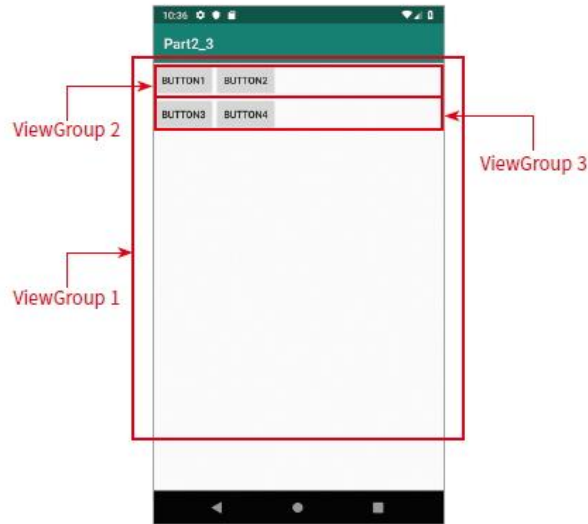 10:36
Part2_3
BUTTON1 BUTTON2
BUTTON3 BUTTON4
ViewGroup 2
ViewGroup 3
ViewGroup 1